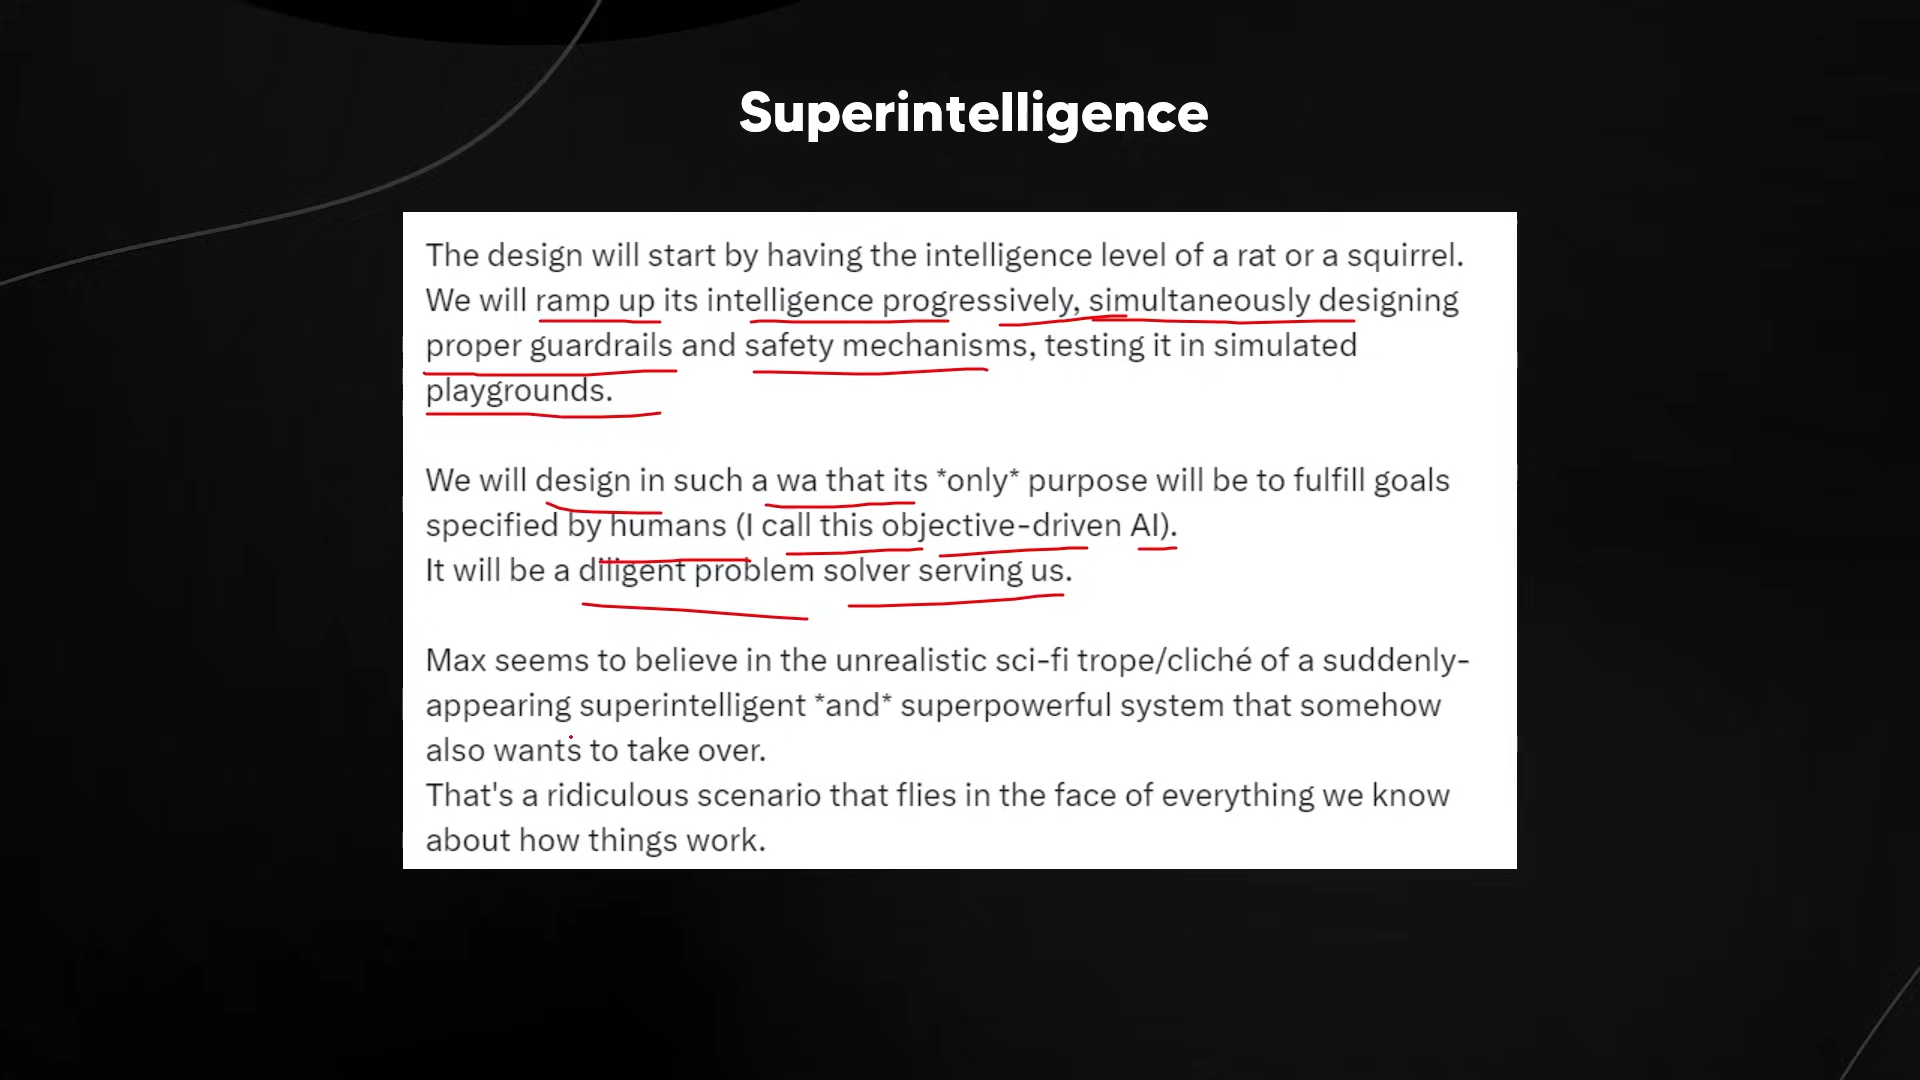 Superintelligence
The design will start by having the intelligence level of a rat or a squirrel.
We will ramp up its intelligence progressively, simultaneously designing
proper guardrails and safety mechanisms, testing it in simulated
playgrounds.
We will design in such a wa that its *only* purpose will be to fulfill goals
specified by humans (I call this objective-driven AI).
It will be a diligent problem solver serving us.
Max seems to believe in the unrealistic sci-fi trope/cliché of a suddenly-
appearing superintelligent *and* superpowerful system that somehow
also wants to take over.
That's a ridiculous scenario that flies in the face of everything we know
about how things work.